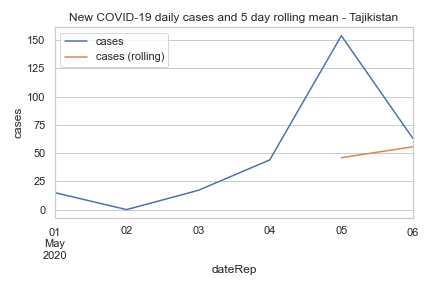 New COVID-19 daily cases and 5 day rolling mean - Tajikistan
cases
cases (rolling)
150
125
100
75
50
25
0
cases
01 02 03 04 05 06
May
2020
dateRep